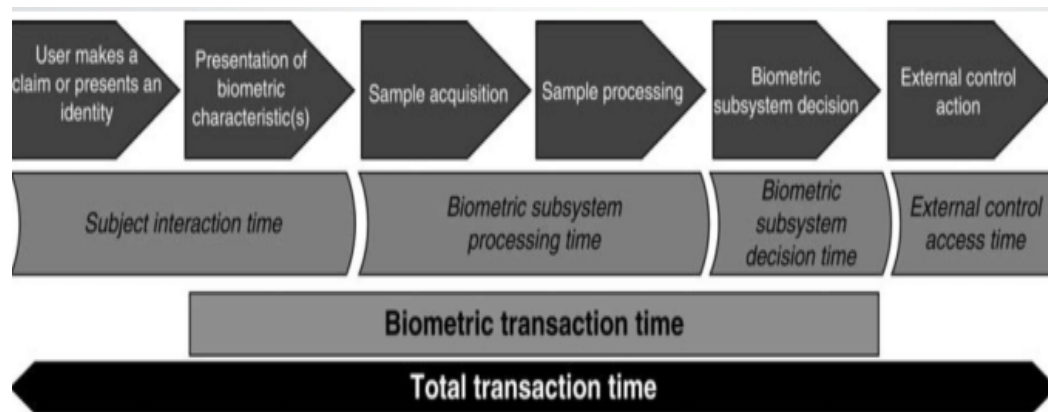 User makes a
claim or presents an
identity
Presentation of
biometric
characteristic(s)
Sample acquisition
Sample processing
Biometric
subsystem decision
External control
action
Subject interaction time
Biometric subsystem
processing time
Biometric
subsystem
decision time
External control
access time
Biometric transaction time
Total transaction time